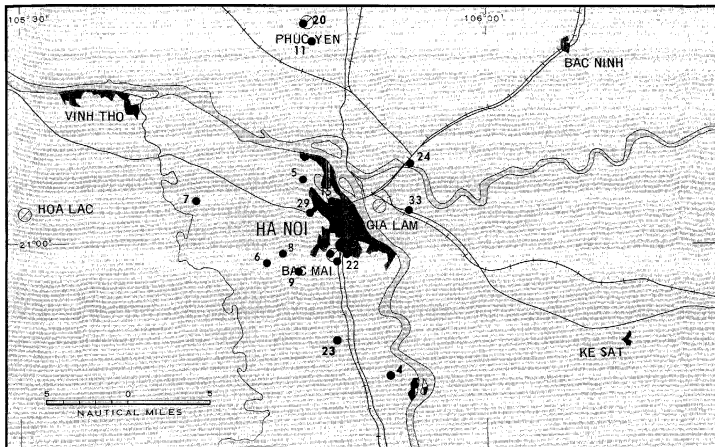 105°30'
20
106°00'
PHUC YEN
11
BAC NINH
VINH THO
24
5
15
7
29
33
HOA LAC
GIA LAM
HA NOI
21°00'
8
6
BAC MAI
22
9
23
KE SAT
4
5 0 5
NAUTICAL MILES